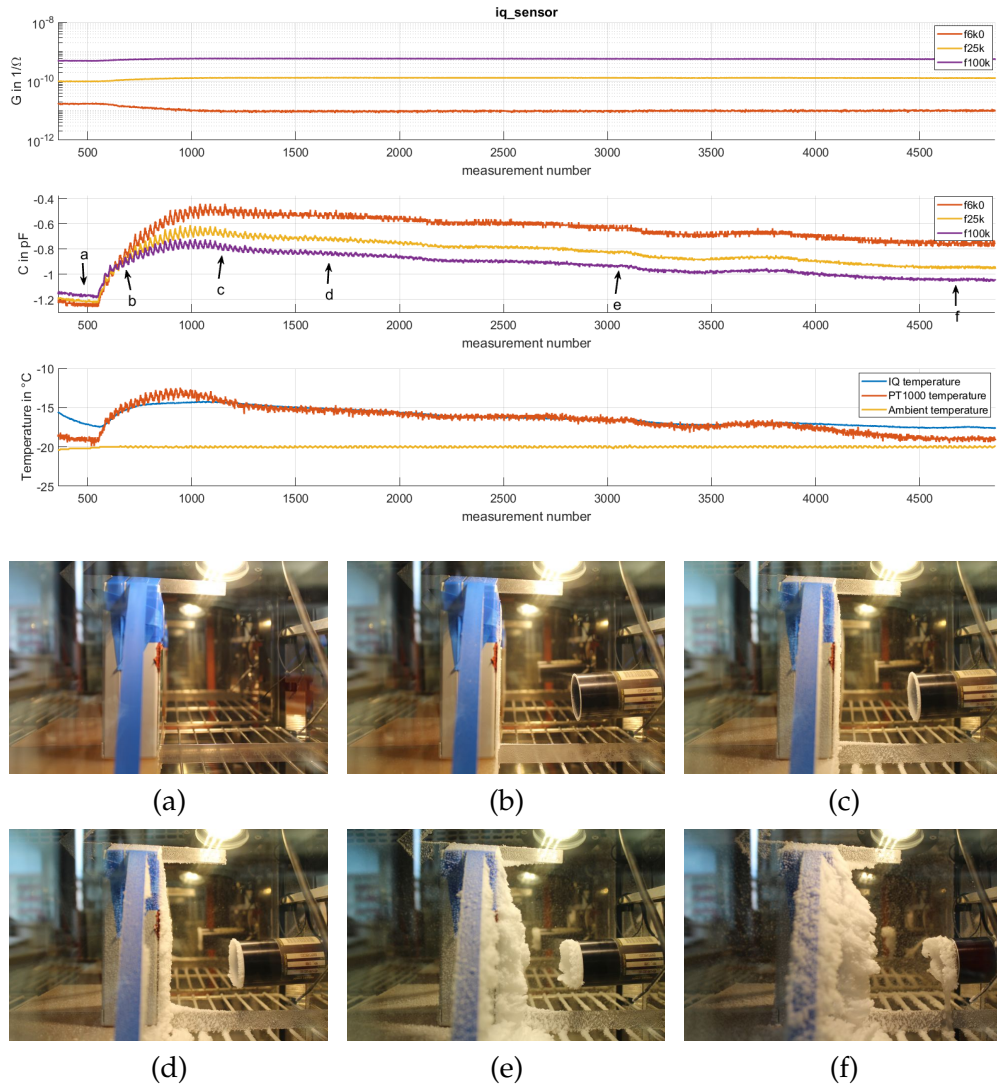 iq_sensor
G in 1/Ω
10⁻⁸
10⁻¹⁰
10⁻¹²
f6k0
f25k
f100k
500 1000 1500 2000 2500 3000 3500 4000 4500
measurement number
C in pF
-0.4
-0.6
-0.8
-1
-1.2
f6k0
f25k
f100k
a
b
c
d
e
f
500 1000 1500 2000 2500 3000 3500 4000 4500
measurement number
Temperature in °C
-10
-15
-20
-25
IQ temperature
PT1000 temperature
Ambient temperature
500 1000 1500 2000 2500 3000 3500 4000 4500
measurement number
(a) (b) (c)
(d) (e) (f)